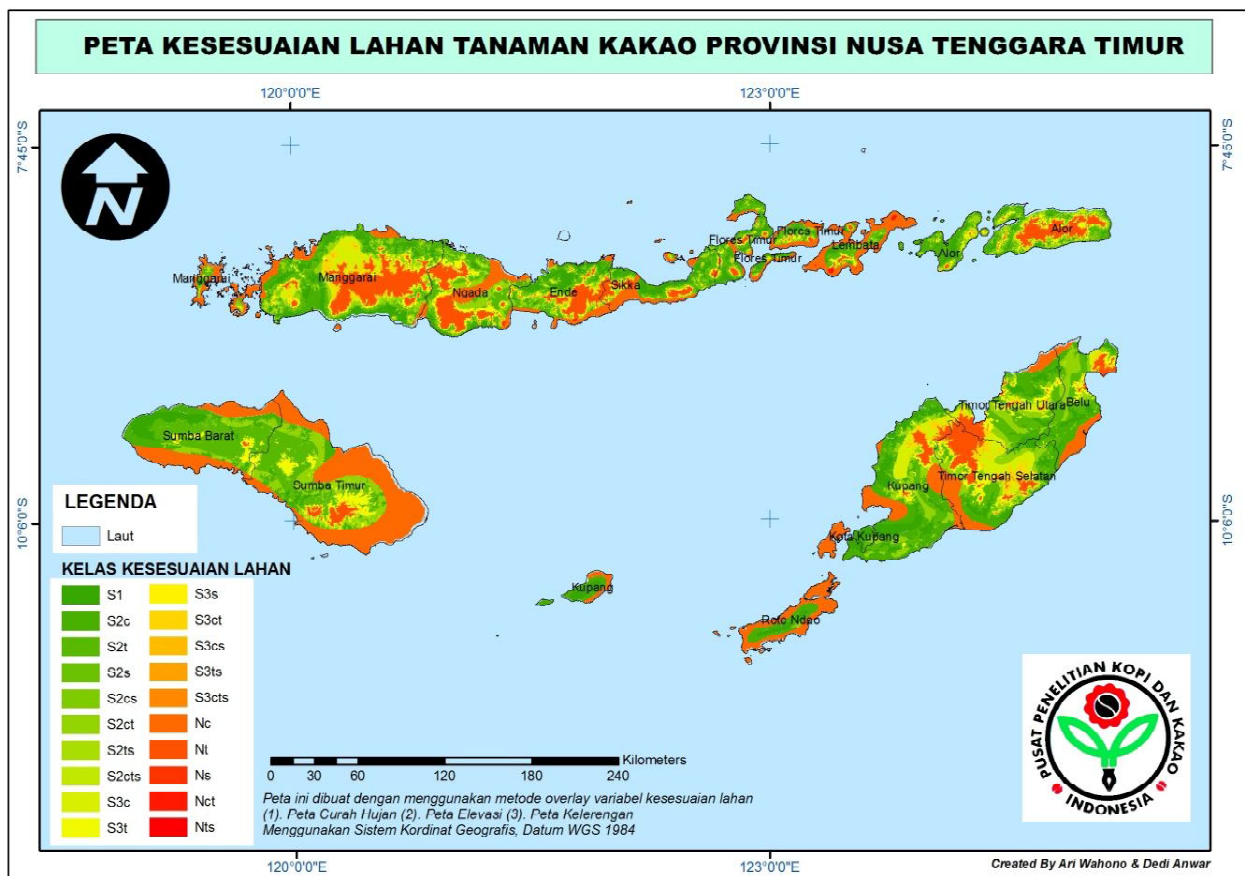 PETA KESESUAIAN LAHAN TANAMAN KAKAO PROVINSI NUSA TENGGARA TIMUR
120°0'0"E
123°0'0"E
7°45'0"S
7°45'0"S
N
Flores Timur
Flores Timur
Flores Timur
Lembata
Alor
Alor
Manggarai
Manggarai
Ngada
Ende
Sikka
Sumba Barat
Sumba Timur
Timor Tengah Utara
Belu
Timor Tengah Selatan
Kupang
Kota Kupang
Kupang
Rote Ndao
10°6'0"S
10°6'0"S
LEGENDA
Laut
KELAS KESESUAIAN LAHAN
S1
S2c
S2t
S2s
S2cs
S2ct
S2ts
S2cts
S3c
S3t
S3s
S3ct
S3cs
S3ts
S3cts
Nc
Nt
Ns
Nct
Nts
Kilometers
0 30 60 120 180 240
Peta ini dibuat dengan menggunakan metode overlay variabel kesesuaian lahan
(1). Peta Curah Hujan (2). Peta Elevasi (3). Peta Kelerengan
Menggunakan Sistem Kordinat Geografis, Datum WGS 1984
PUSAT PENELITIAN KOPI DAN KAKAO
INDONESIA
120°0'0"E
123°0'0"E
Created By Ari Wahono & Dedi Anwar